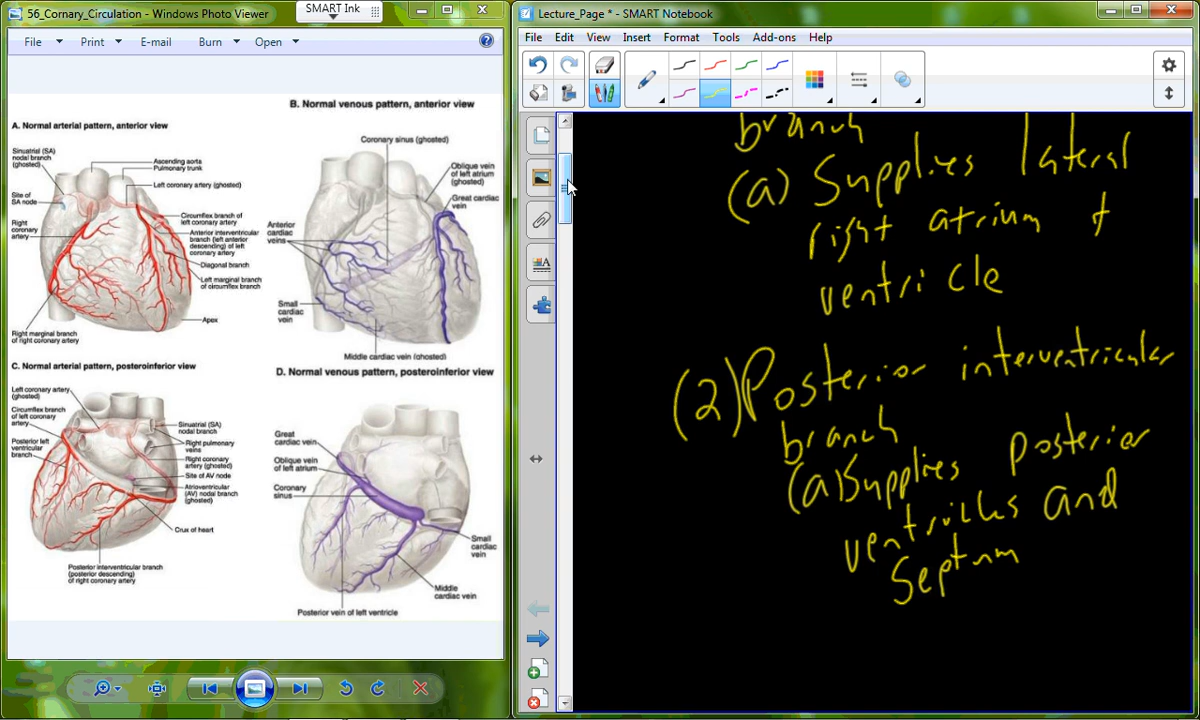 56_Cornary_Circulation - Windows Photo Viewer
SMART Ink
File Print E-mail Burn Open
A. Normal arterial pattern, anterior view
Sinuatrial (SA)
nodal branch
(ghosted)
Ascending aorta
Pulmonary trunk
Left coronary artery (ghosted)
Site of
SA node
Right
coronary
artery
Circumflex branch of
left coronary artery
Anterior interventricular
branch (left anterior
descending) of left
coronary artery
Diagonal branch
Left marginal branch
of circumflex branch
Apex
Right marginal branch
of right coronary artery
B. Normal venous pattern, anterior view
Coronary sinus (ghosted)
Oblique vein
of left atrium
(ghosted)
Great cardiac
vein
Anterior
cardiac
veins
Small
cardiac
vein
Middle cardiac vein (ghosted)
C. Normal arterial pattern, posteroinferior view
Left coronary artery
(ghosted)
Circumflex branch
of left coronary
artery
Posterior left
ventricular
branch
Sinuatrial (SA)
nodal branch
Right pulmonary
veins
Right coronary
artery (ghosted)
Site of AV node
Atrioventricular
(AV) nodal branch
(ghosted)
Crux of heart
Posterior interventricular branch
(posterior descending)
of right coronary artery
D. Normal venous pattern, posteroinferior view
Great
cardiac vein
Oblique vein
of left atrium
Coronary
sinus
Small
cardiac
vein
Middle
cardiac vein
Posterior vein of left ventricle
Lecture_Page * - SMART Notebook
File Edit View Insert Format Tools Add-ons Help
branch
(a) Supplies lateral
right atrium +
ventricle
(2) Posterior interventricular
branch
(a) Supplies posterior
ventricles and
Septum